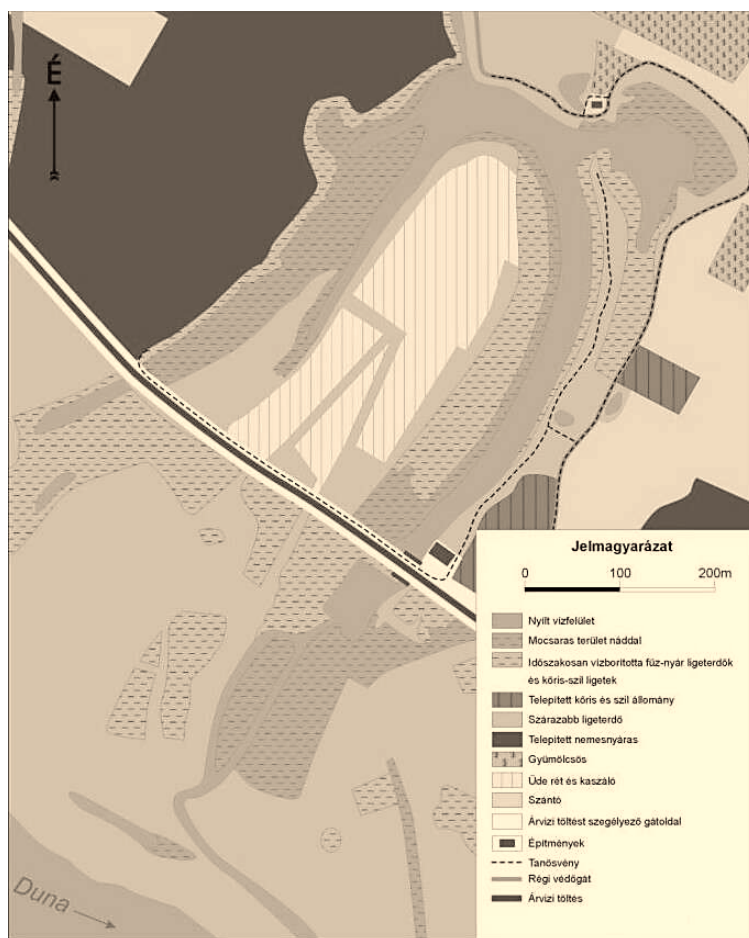 É
Jelmagyarázat
0 100 200m
Nyílt vízfelület
Mocsaras terület náddal
Időszakosan vízborította fűz-nyár ligeterdők
és kőris-szil ligetek
Telepített kőris és szil állomány
Szárazabb ligeterdő
Telepített nemesnyáras
Gyümölcsös
Üde rét és kaszáló
Szántó
Árvízi töltést szegélyező gátoldal
Építmények
Tanösvény
Régi védőgát
Árvízi töltés
Duna